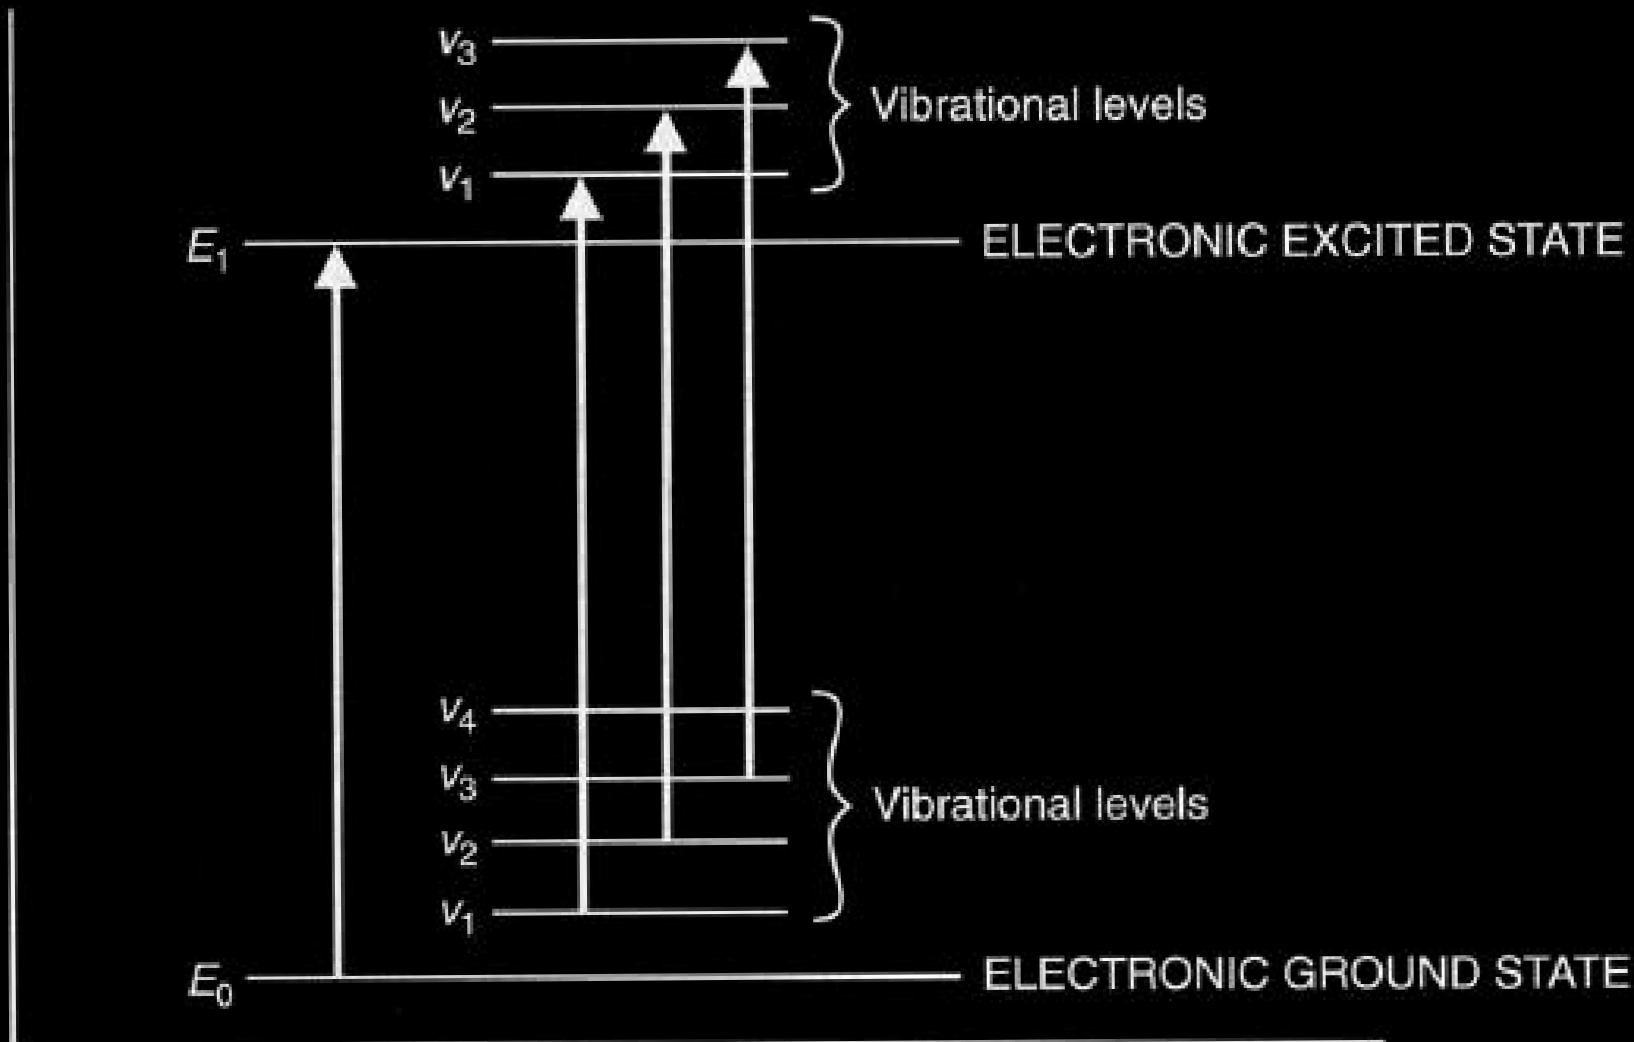 v₃
v₂ Vibrational levels
v₁
E₁ ELECTRONIC EXCITED STATE
v₄
v₃
v₂ Vibrational levels
v₁
E₀ ELECTRONIC GROUND STATE